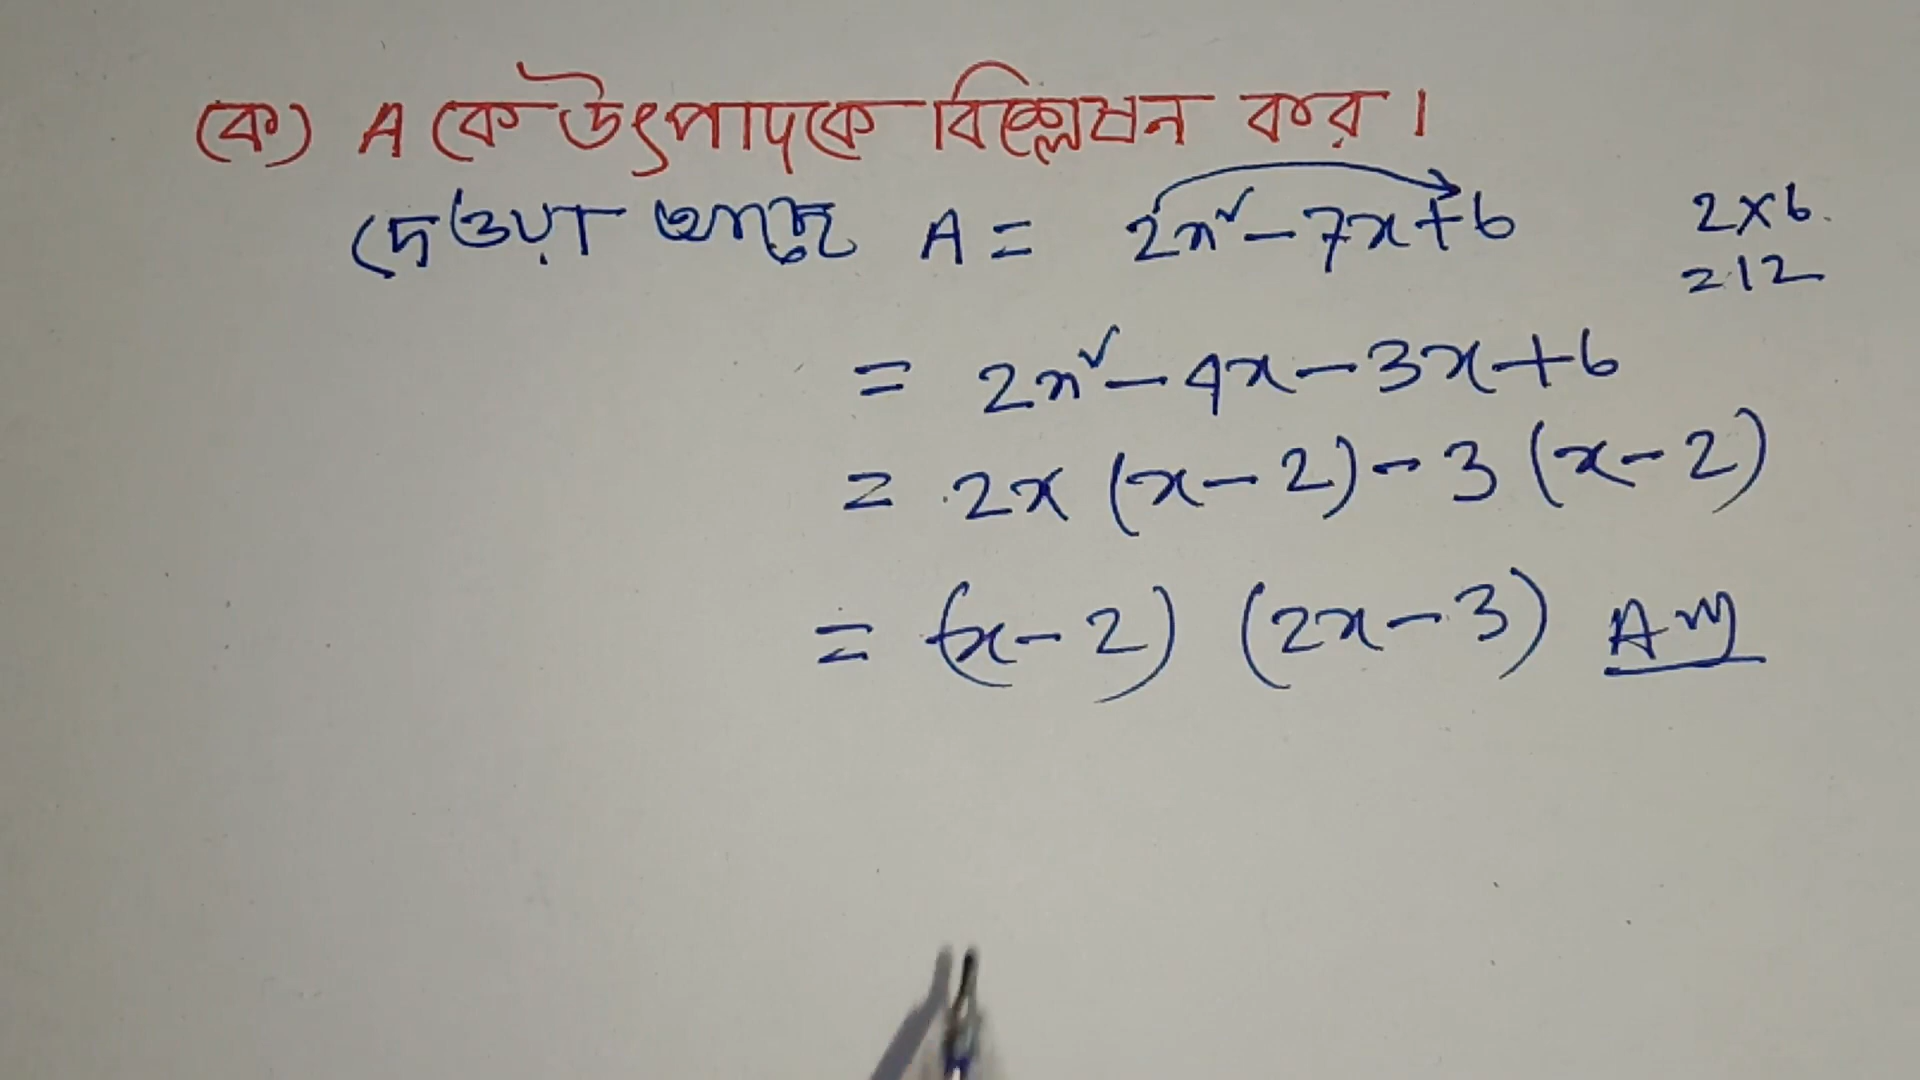 (ক) A কে উৎপাদকে বিশ্লেষন কর।
দেওয়া আছে A = 2x² - 7x + 6
2 × 6
= 12
= 2x² - 4x - 3x + 6
= 2x (x - 2) - 3 (x - 2)
= (x - 2) (2x - 3) Ans